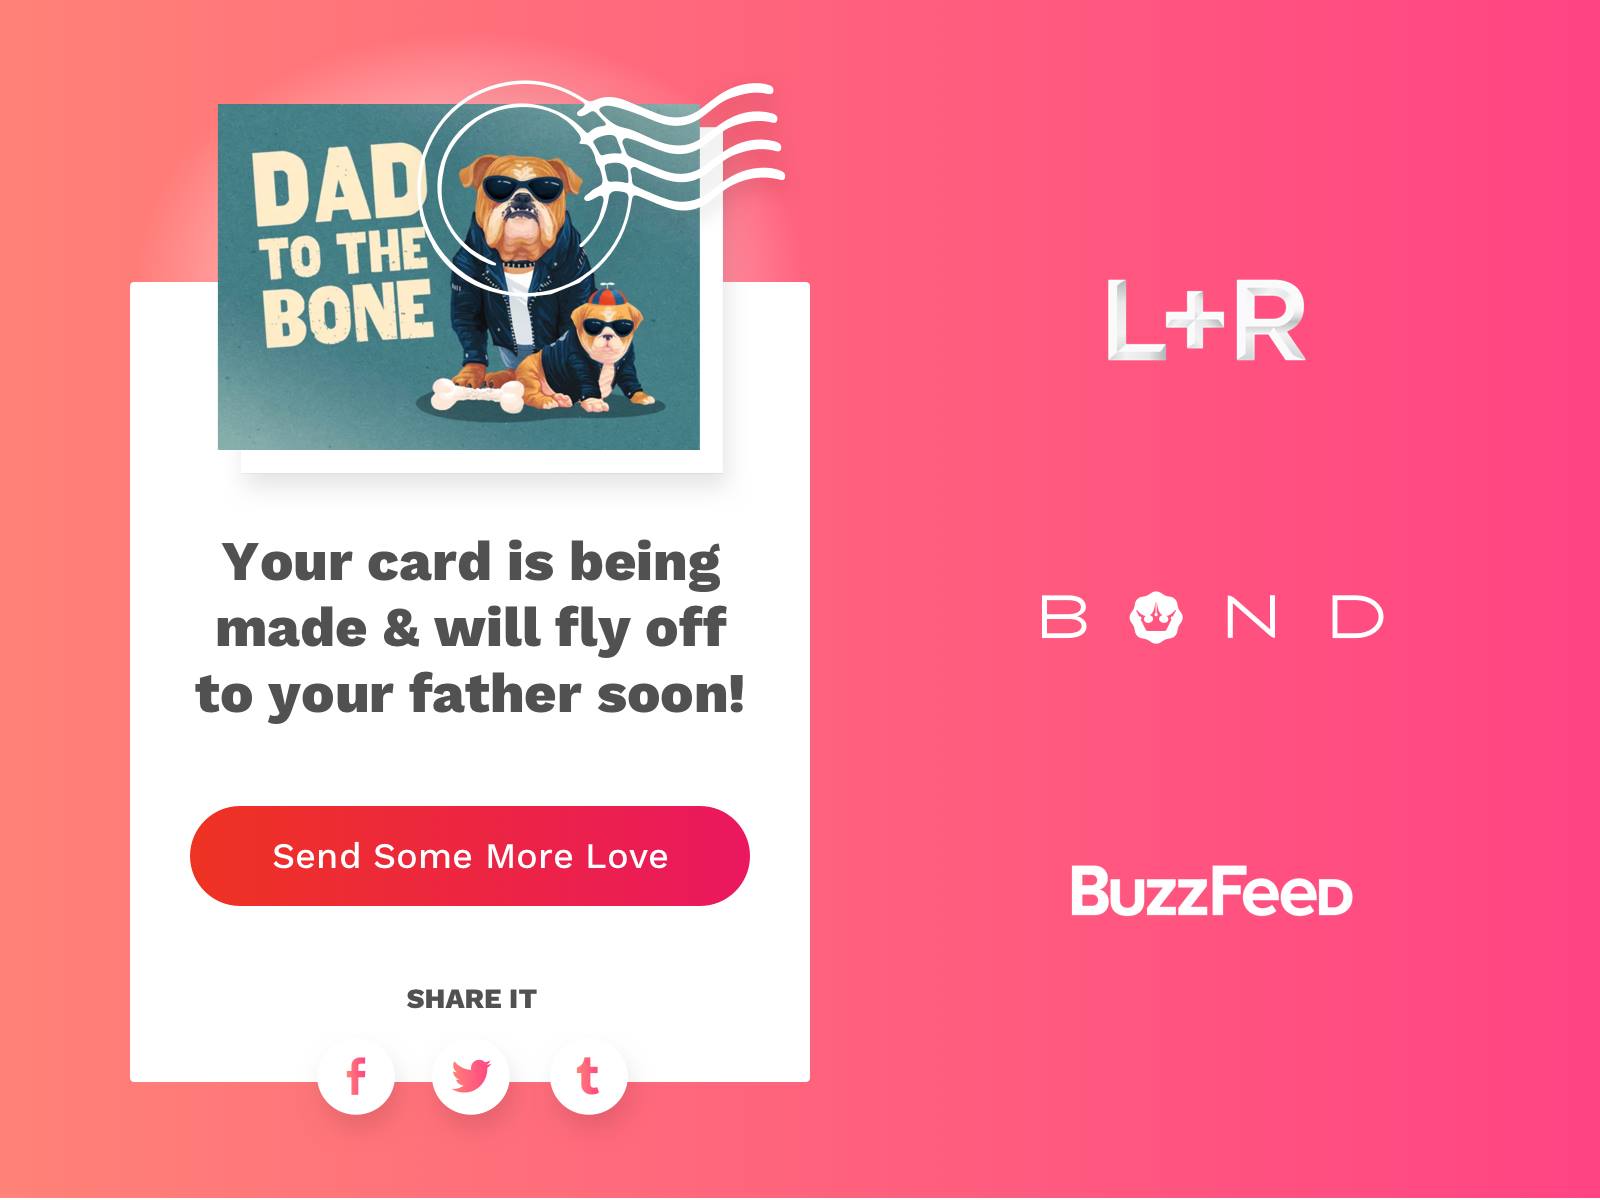 DAD
TO THE
BONE
Your card is being
made & will fly off
to your father soon!
Send Some More Love
SHARE IT
f
t
L+R
BOND
BuzzFeed